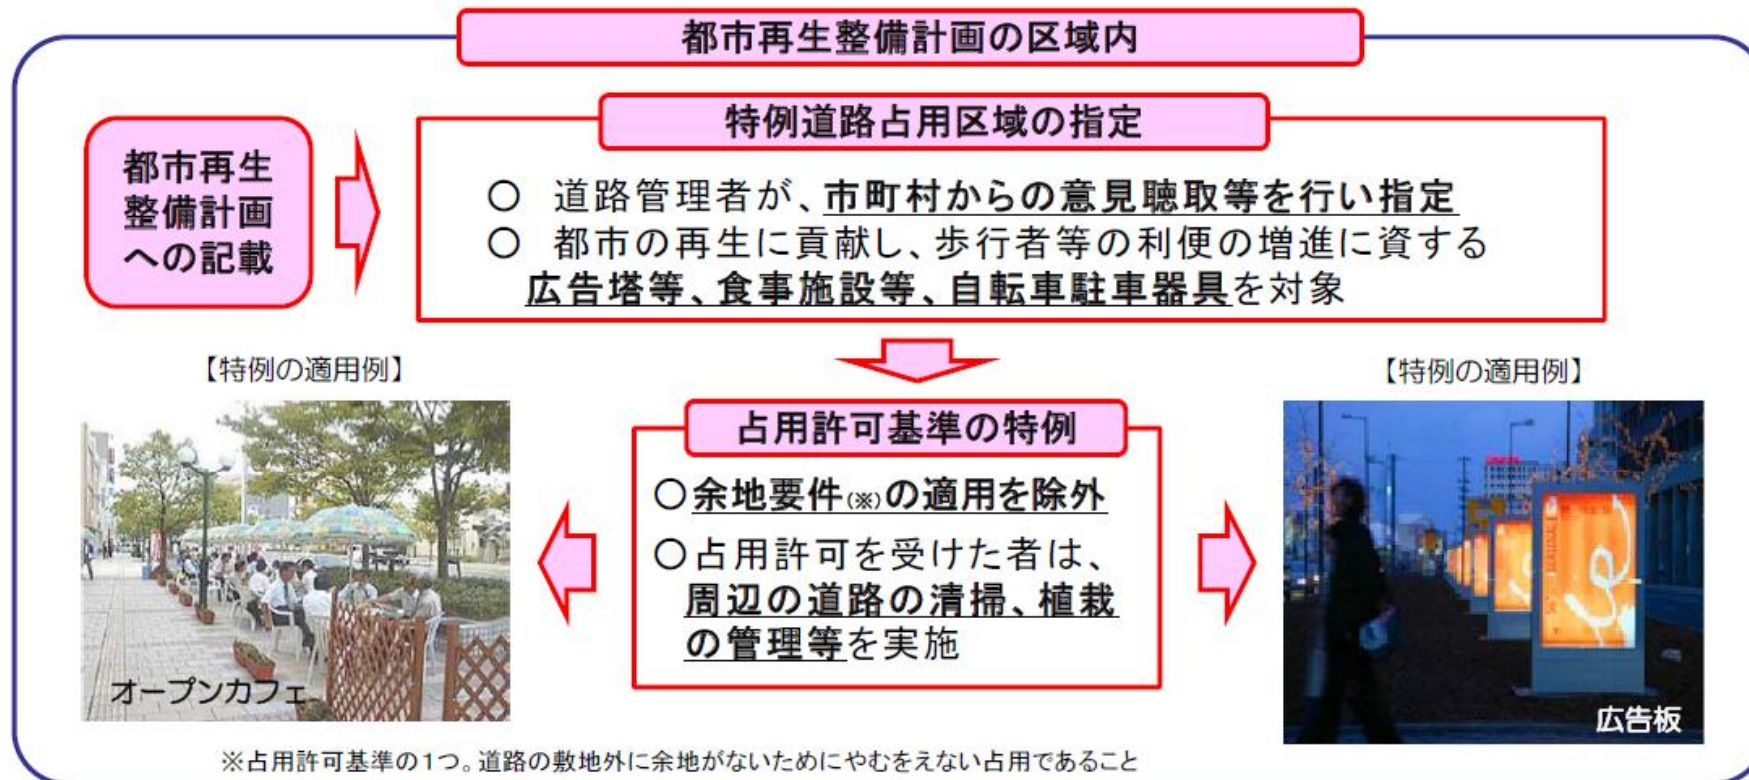 都市再生整備計画の区域内
都市再生
整備計画
への記載
特例道路占用区域の指定
○ 道路管理者が、市町村からの意見聴取等を行い指定
○ 都市の再生に貢献し、歩行者等の利便の増進に資する
広告塔等、食事施設等、自転車駐車器具を対象
【特例の適用例】
オープンカフェ
占用許可基準の特例
○余地要件(※)の適用を除外
○占用許可を受けた者は、
周辺の道路の清掃、植栽
の管理等を実施
【特例の適用例】
広告板
※占用許可基準の1つ。道路の敷地外に余地がないためにやむをえない占用であること